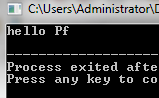 C:\Users\Administrator\D
hello Pf
--------------------
Process exited afte
Press any key to co